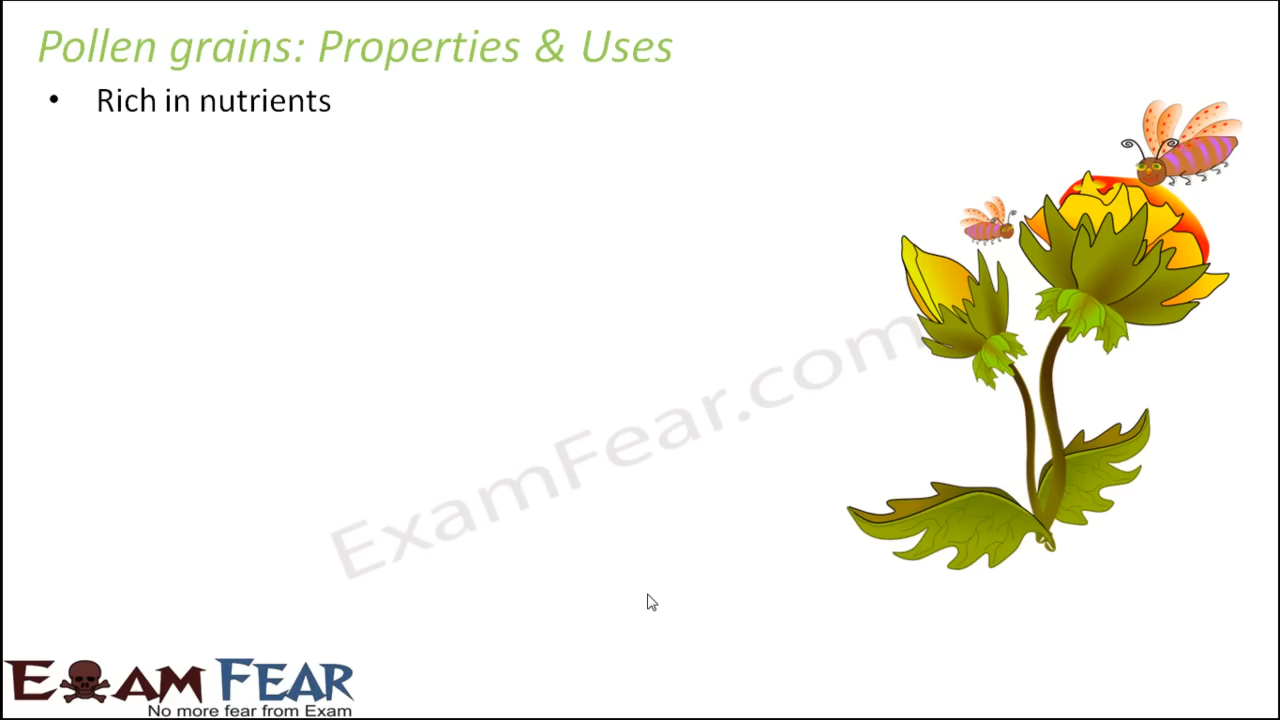 Pollen grains: Properties & Uses
• Rich in nutrients
ExamFear.com
EXAM FEAR
No more fear from Exam